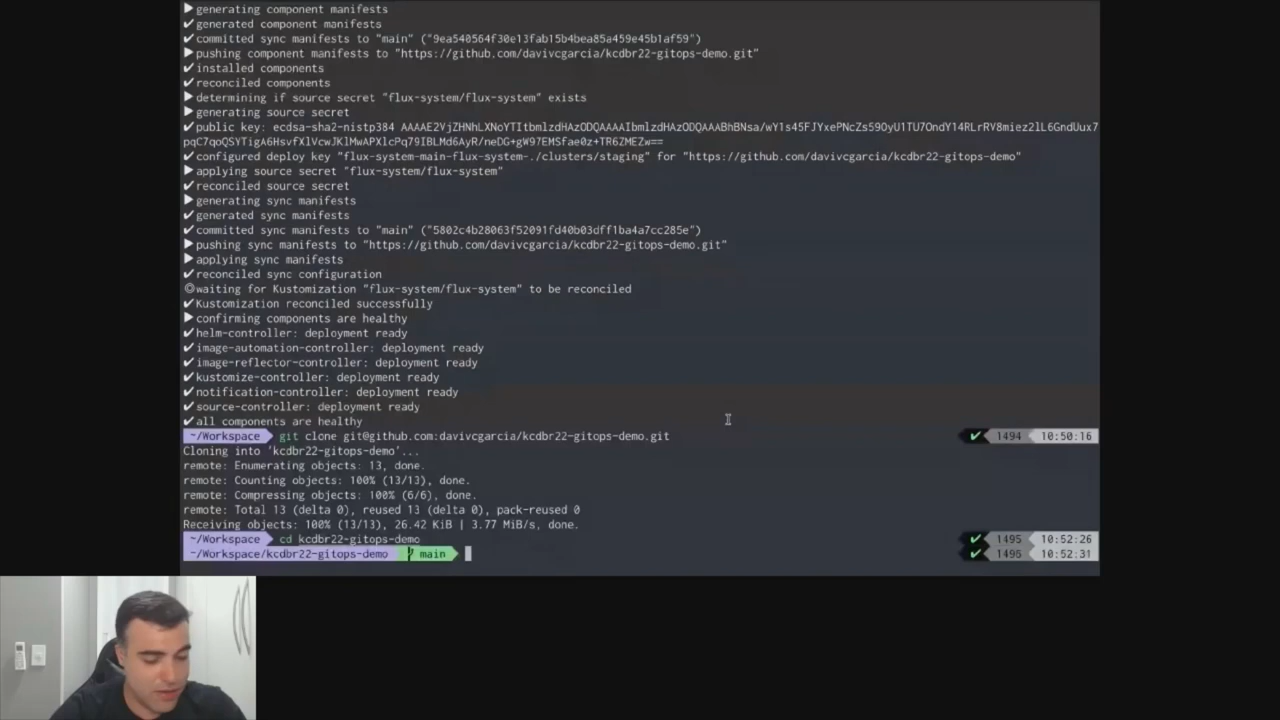 ▶ generating component manifests
✔ generated component manifests
✔ committed sync manifests to "main" ("9ea540564f30e13fab15b4bea85a459e45b1af59")
▶ pushing component manifests to "https://github.com/davivcgarcia/kcdbr22-gitops-demo.git"
✔ installed components
✔ reconciled components
▶ determining if source secret "flux-system/flux-system" exists
▶ generating source secret
✔ public key: ecdsa-sha2-nistp384
✔ configured deploy key "flux-system-main-flux-system-./clusters/staging" for "https://github.com/davivcgarcia/kcdbr22-gitops-demo"
▶ applying source secret "flux-system/flux-system"
✔ reconciled source secret
▶ generating sync manifests
✔ generated sync manifests
✔ committed sync manifests to "main" ("5802c4b28063f52091fd40b03dff1ba4a7cc285e")
▶ pushing sync manifests to "https://github.com/davivcgarcia/kcdbr22-gitops-demo.git"
▶ applying sync manifests
✔ reconciled sync configuration
◎ waiting for Kustomization "flux-system/flux-system" to be reconciled
✔ Kustomization reconciled successfully
▶ confirming components are healthy
✔ helm-controller: deployment ready
✔ image-automation-controller: deployment ready
✔ image-reflector-controller: deployment ready
✔ kustomize-controller: deployment ready
✔ notification-controller: deployment ready
✔ source-controller: deployment ready
✔ all components are healthy
~/Workspace git clone git@github.com:davivcgarcia/kcdbr22-gitops-demo.git ✔ 1494 10:50:16
Cloning into 'kcdbr22-gitops-demo'...
remote: Enumerating objects: 13, done.
remote: Counting objects: 100% (13/13), done.
remote: Compressing objects: 100% (6/6), done.
remote: Total 13 (delta 0), reused 13 (delta 0), pack-reused 0
Receiving objects: 100% (13/13), 26.42 KiB | 3.77 MiB/s, done.
~/Workspace cd kcdbr22-gitops-demo ✔ 1495 10:52:26
~/Workspace/kcdbr22-gitops-demo main ✔ 1496 10:52:31